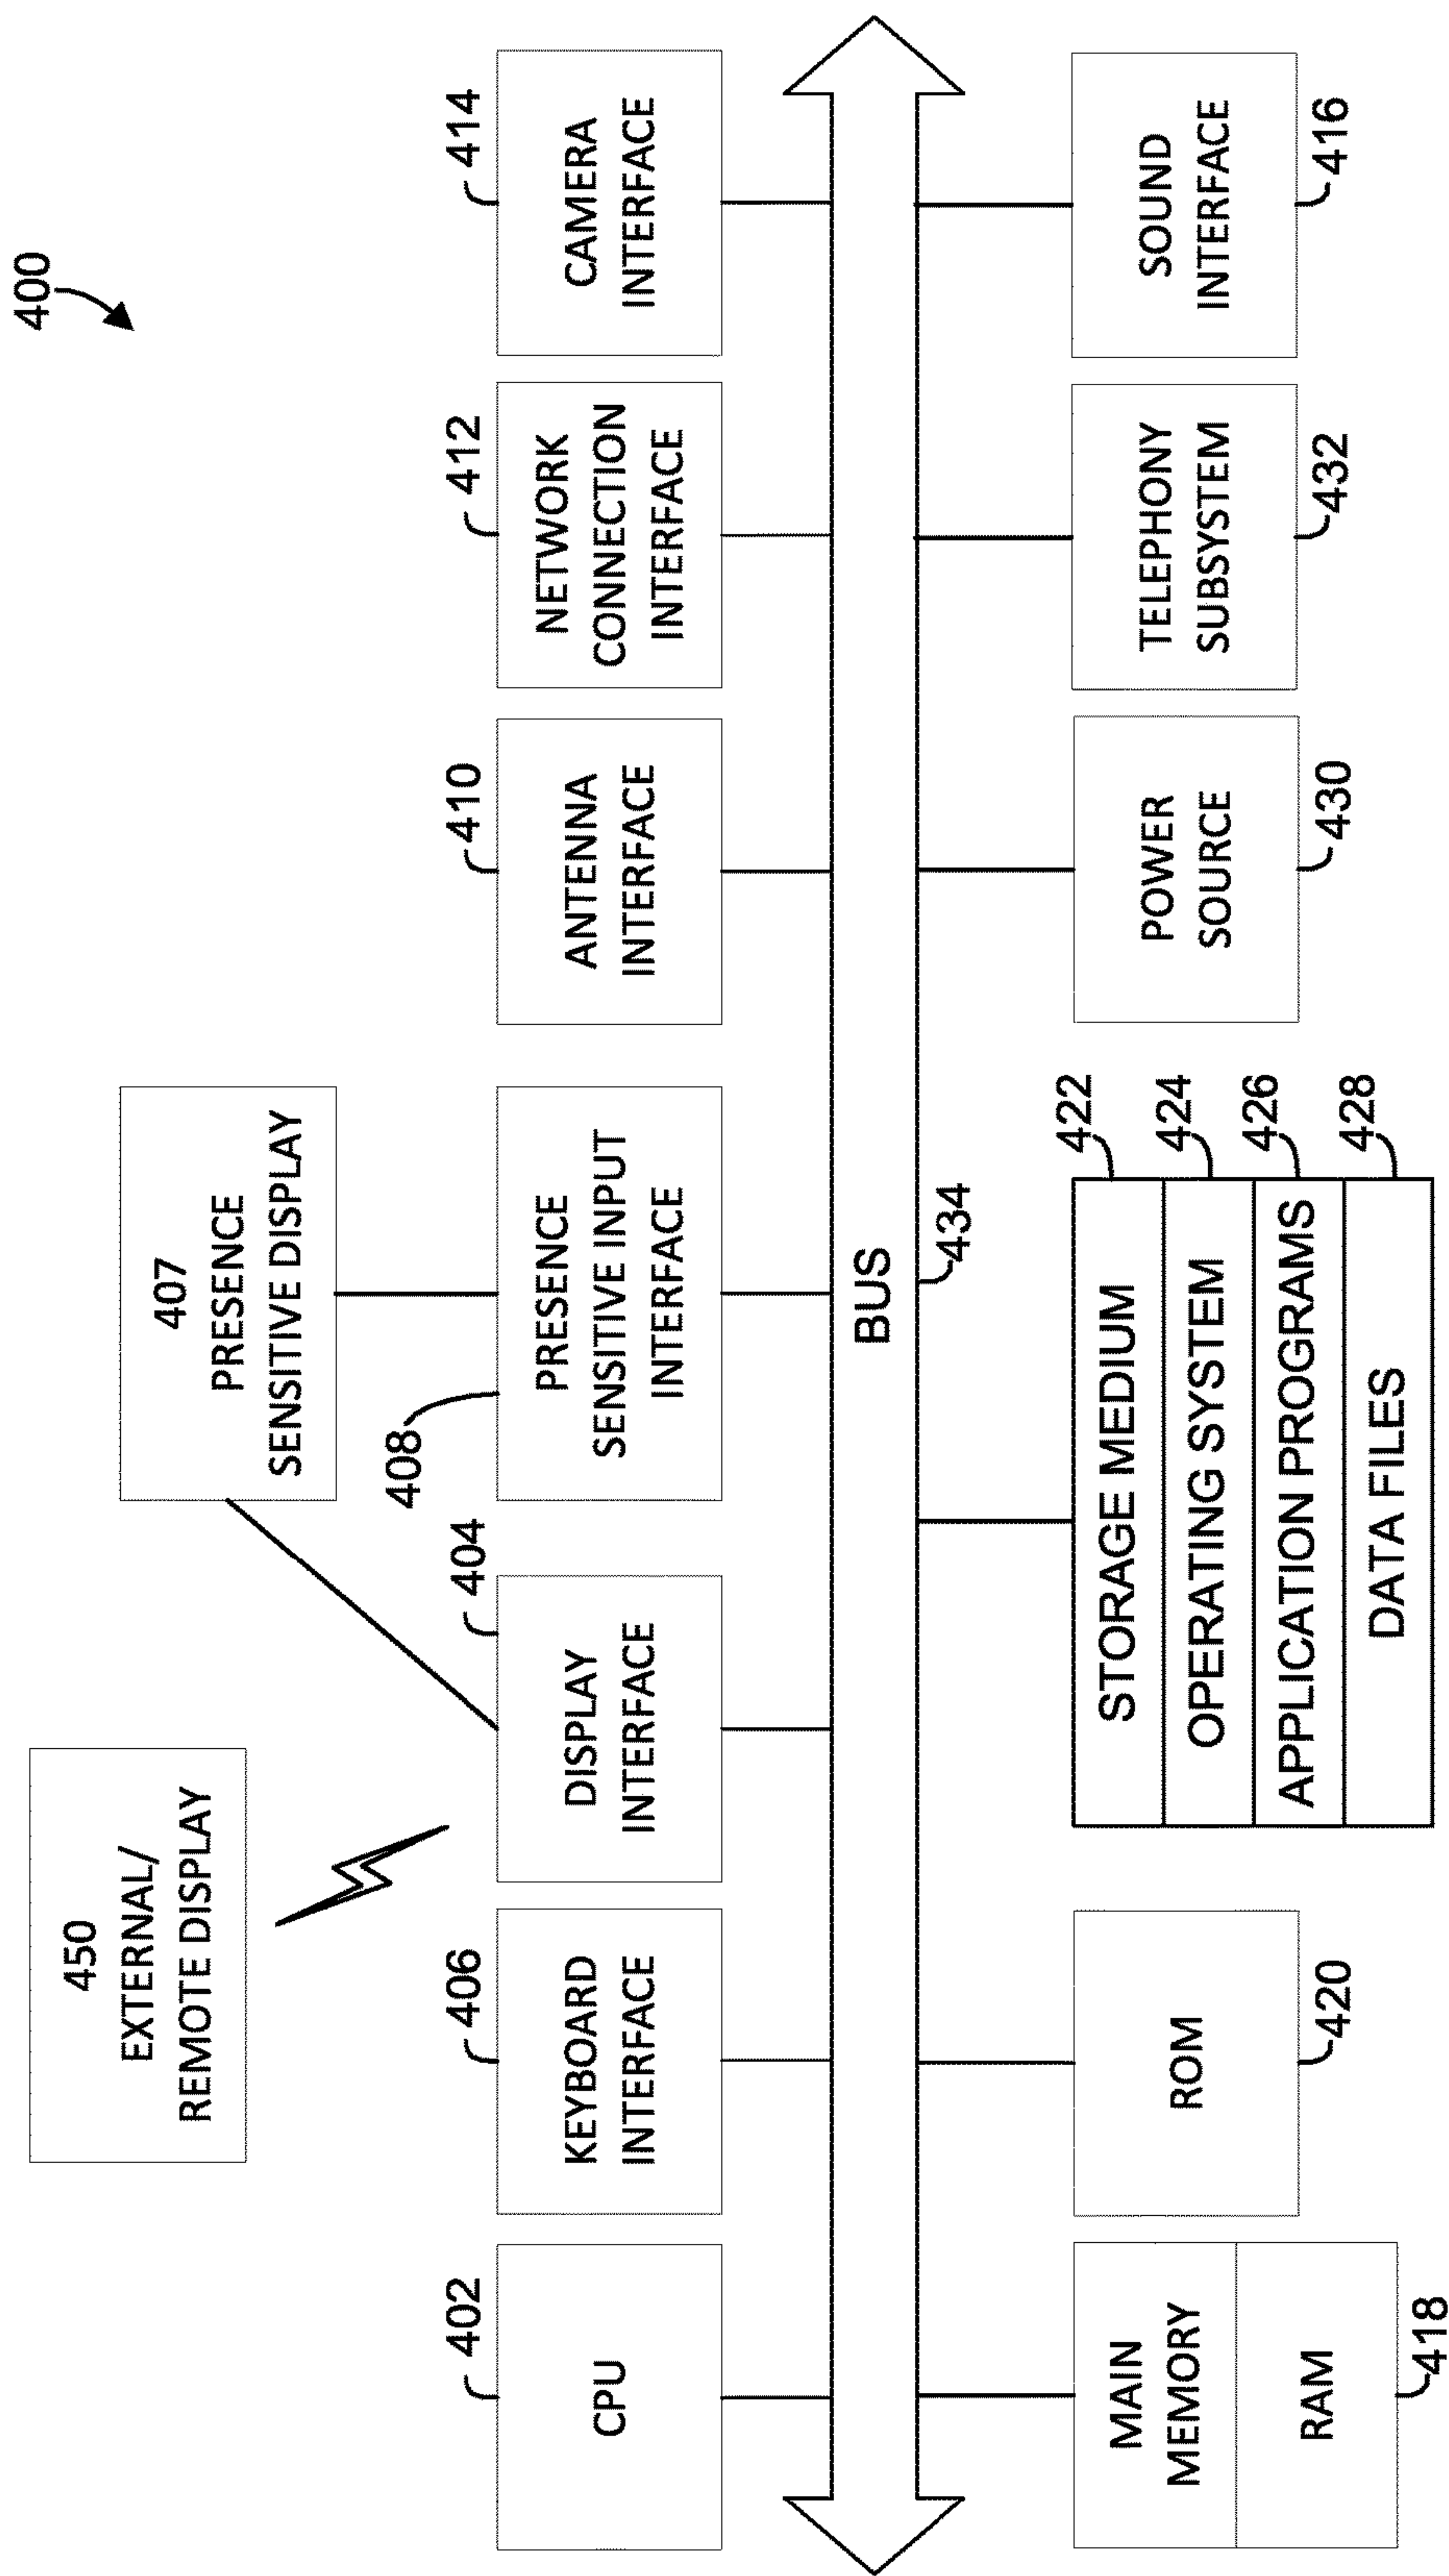 400
450
EXTERNAL/
REMOTE DISPLAY
407
PRESENCE
SENSITIVE DISPLAY
402
CPU
406
KEYBOARD
INTERFACE
404
DISPLAY
INTERFACE
408
PRESENCE
SENSITIVE INPUT
INTERFACE
410
ANTENNA
INTERFACE
412
NETWORK
CONNECTION
INTERFACE
414
CAMERA
INTERFACE
BUS
434
MAIN
MEMORY
RAM
418
ROM
420
STORAGE MEDIUM
422
OPERATING SYSTEM
424
APPLICATION PROGRAMS
426
DATA FILES
428
POWER
SOURCE
430
TELEPHONY
SUBSYSTEM
432
SOUND
INTERFACE
416